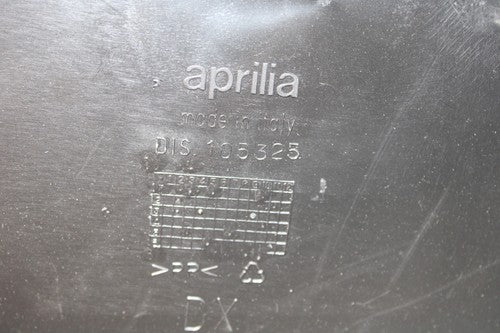 aprilia
made in italy
DIS. 105325
>PP<
DX